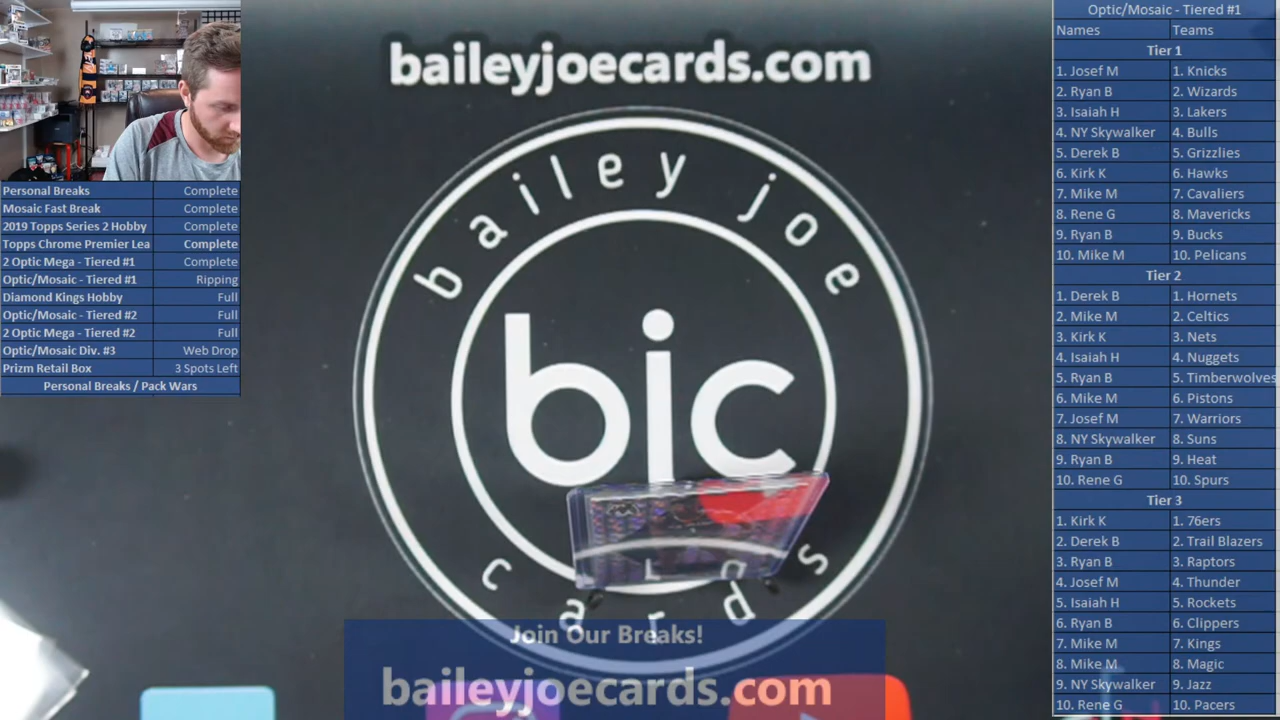 baileyjoecards.com
bailey joe
bjc
cards
Join Our Breaks!
baileyjoecards.com
Personal Breaks Complete
Mosaic Fast Break Complete
2019 Topps Series 2 Hobby Complete
Topps Chrome Premier Lea Complete
2 Optic Mega - Tiered #1 Complete
Optic/Mosaic - Tiered #1 Ripping
Diamond Kings Hobby Full
Optic/Mosaic - Tiered #2 Full
2 Optic Mega - Tiered #2 Full
Optic/Mosaic Div. #3 Web Drop
Prizm Retail Box 3 Spots Left
Personal Breaks / Pack Wars
Optic/Mosaic - Tiered #1
Names Teams
Tier 1
1. Josef M 1. Knicks
2. Ryan B 2. Wizards
3. Isaiah H 3. Lakers
4. NY Skywalker 4. Bulls
5. Derek B 5. Grizzlies
6. Kirk K 6. Hawks
7. Mike M 7. Cavaliers
8. Rene G 8. Mavericks
9. Ryan B 9. Bucks
10. Mike M 10. Pelicans
Tier 2
1. Derek B 1. Hornets
2. Mike M 2. Celtics
3. Kirk K 3. Nets
4. Isaiah H 4. Nuggets
5. Ryan B 5. Timberwolves
6. Mike M 6. Pistons
7. Josef M 7. Warriors
8. NY Skywalker 8. Suns
9. Ryan B 9. Heat
10. Rene G 10. Spurs
Tier 3
1. Kirk K 1. 76ers
2. Derek B 2. Trail Blazers
3. Ryan B 3. Raptors
4. Josef M 4. Thunder
5. Isaiah H 5. Rockets
6. Ryan B 6. Clippers
7. Mike M 7. Kings
8. Mike M 8. Magic
9. NY Skywalker 9. Jazz
10. Rene G 10. Pacers